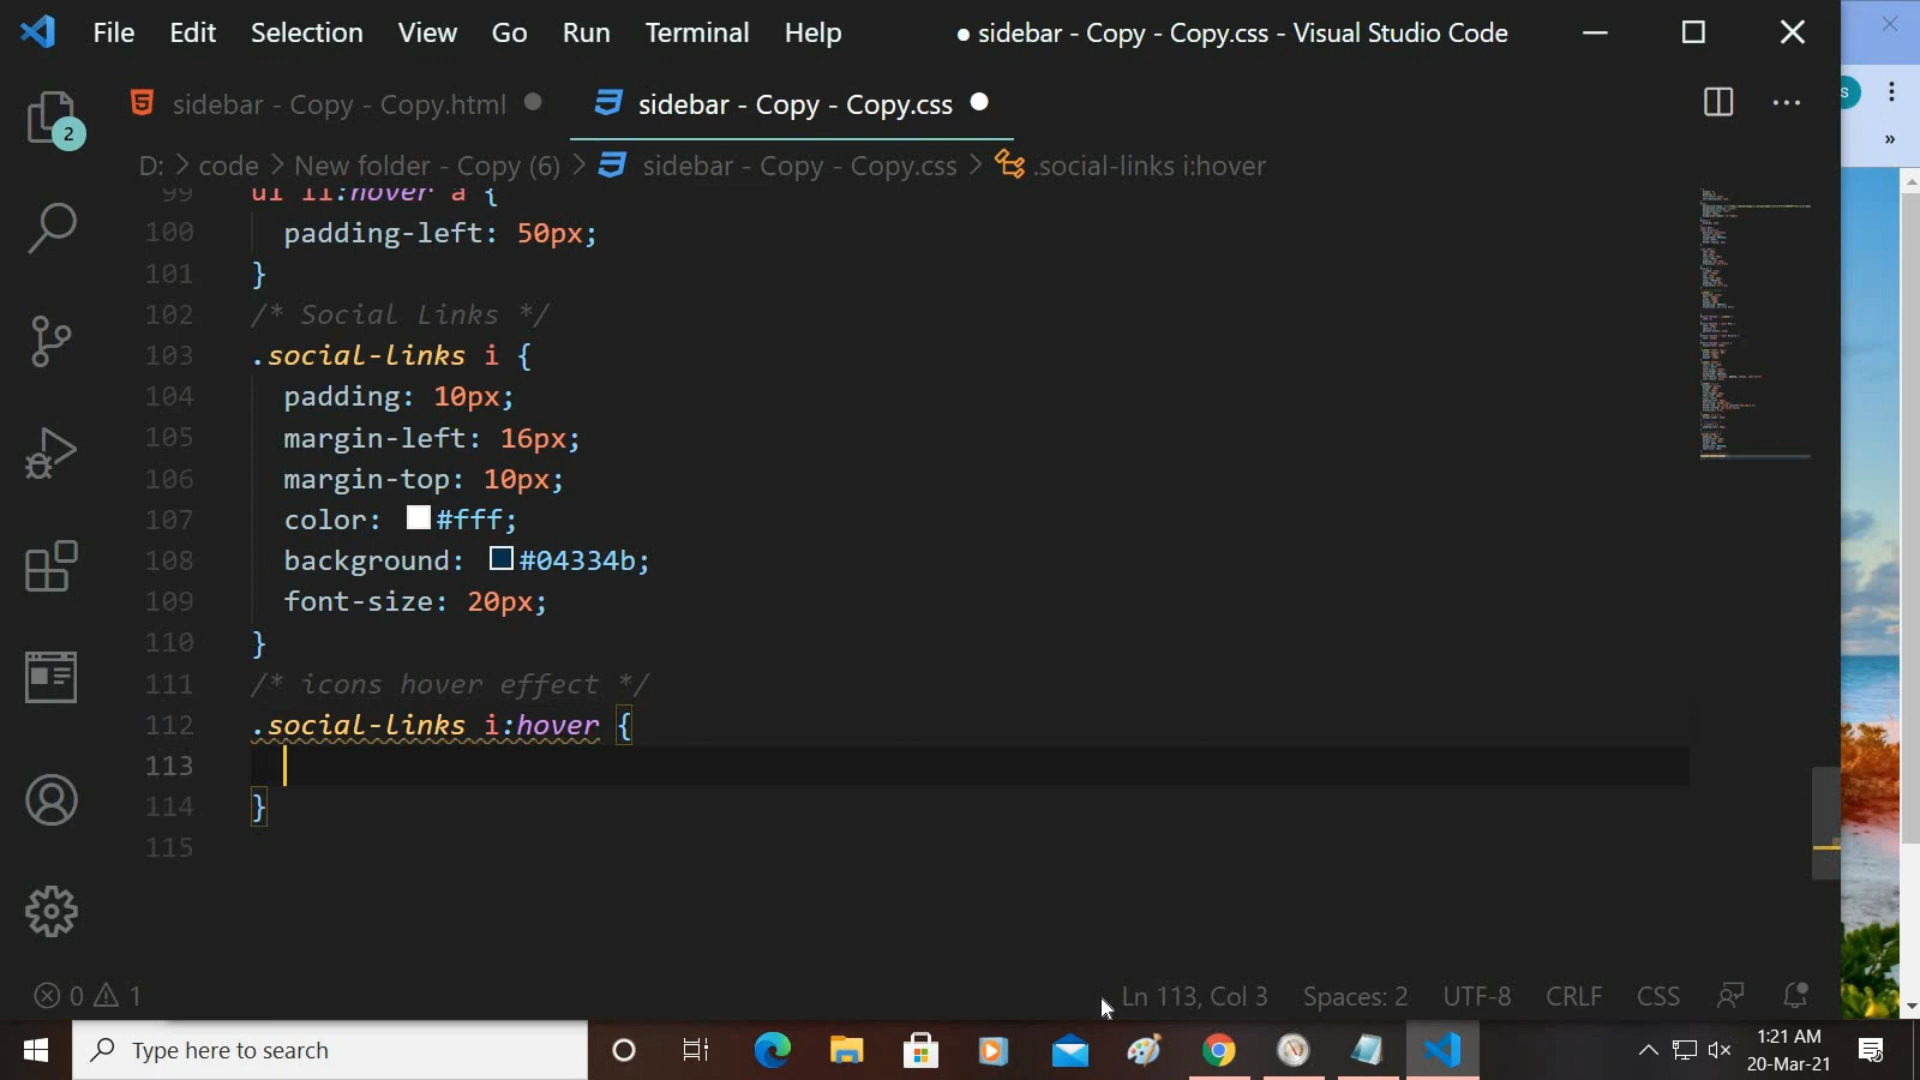 File Edit Selection View Go Run Terminal Help ● sidebar - Copy - Copy.css - Visual Studio Code
sidebar - Copy - Copy.html ● sidebar - Copy - Copy.css ●
2
D: > code > New folder - Copy (6) > sidebar - Copy - Copy.css > .social-links i:hover
99 ul li:hover a {
100 padding-left: 50px;
101 }
102 /* Social Links */
103 .social-links i {
104 padding: 10px;
105 margin-left: 16px;
106 margin-top: 10px;
107 color: #fff;
108 background: #04334b;
109 font-size: 20px;
110 }
111 /* icons hover effect */
112 .social-links i:hover {
113
114 }
115
0 1 Ln 113, Col 3 Spaces: 2 UTF-8 CRLF CSS
Type here to search
1:21 AM
20-Mar-21
s
»